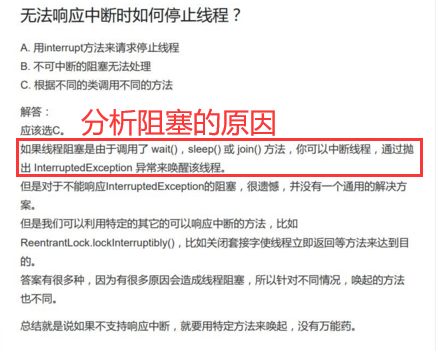 无法响应中断时如何停止线程？
A. 用interrupt方法来请求停止线程
B. 不可中断的阻塞无法处理
C. 根据不同的类调用不同的方法
解答：
分析阻塞的原因
应该选C。
如果线程阻塞是由于调用了 wait()，sleep() 或 join() 方法，你可以中断线程，通过抛
出 InterruptedException 异常来唤醒该线程。
但是对于不能响应InterruptedException的阻塞，很遗憾，并没有一个通用的解决方
案。
但是我们可以利用特定的其它的可以响应中断的方法，比如
ReentrantLock.lockInterruptibly()，比如关闭套接字使线程立即返回等方法来达到目
的。
答案有很多种，因为有很多原因会造成线程阻塞，所以针对不同情况，唤起的方法
也不同。
总结就是说如果不支持响应中断，就要用特定方法来唤起，没有万能药。